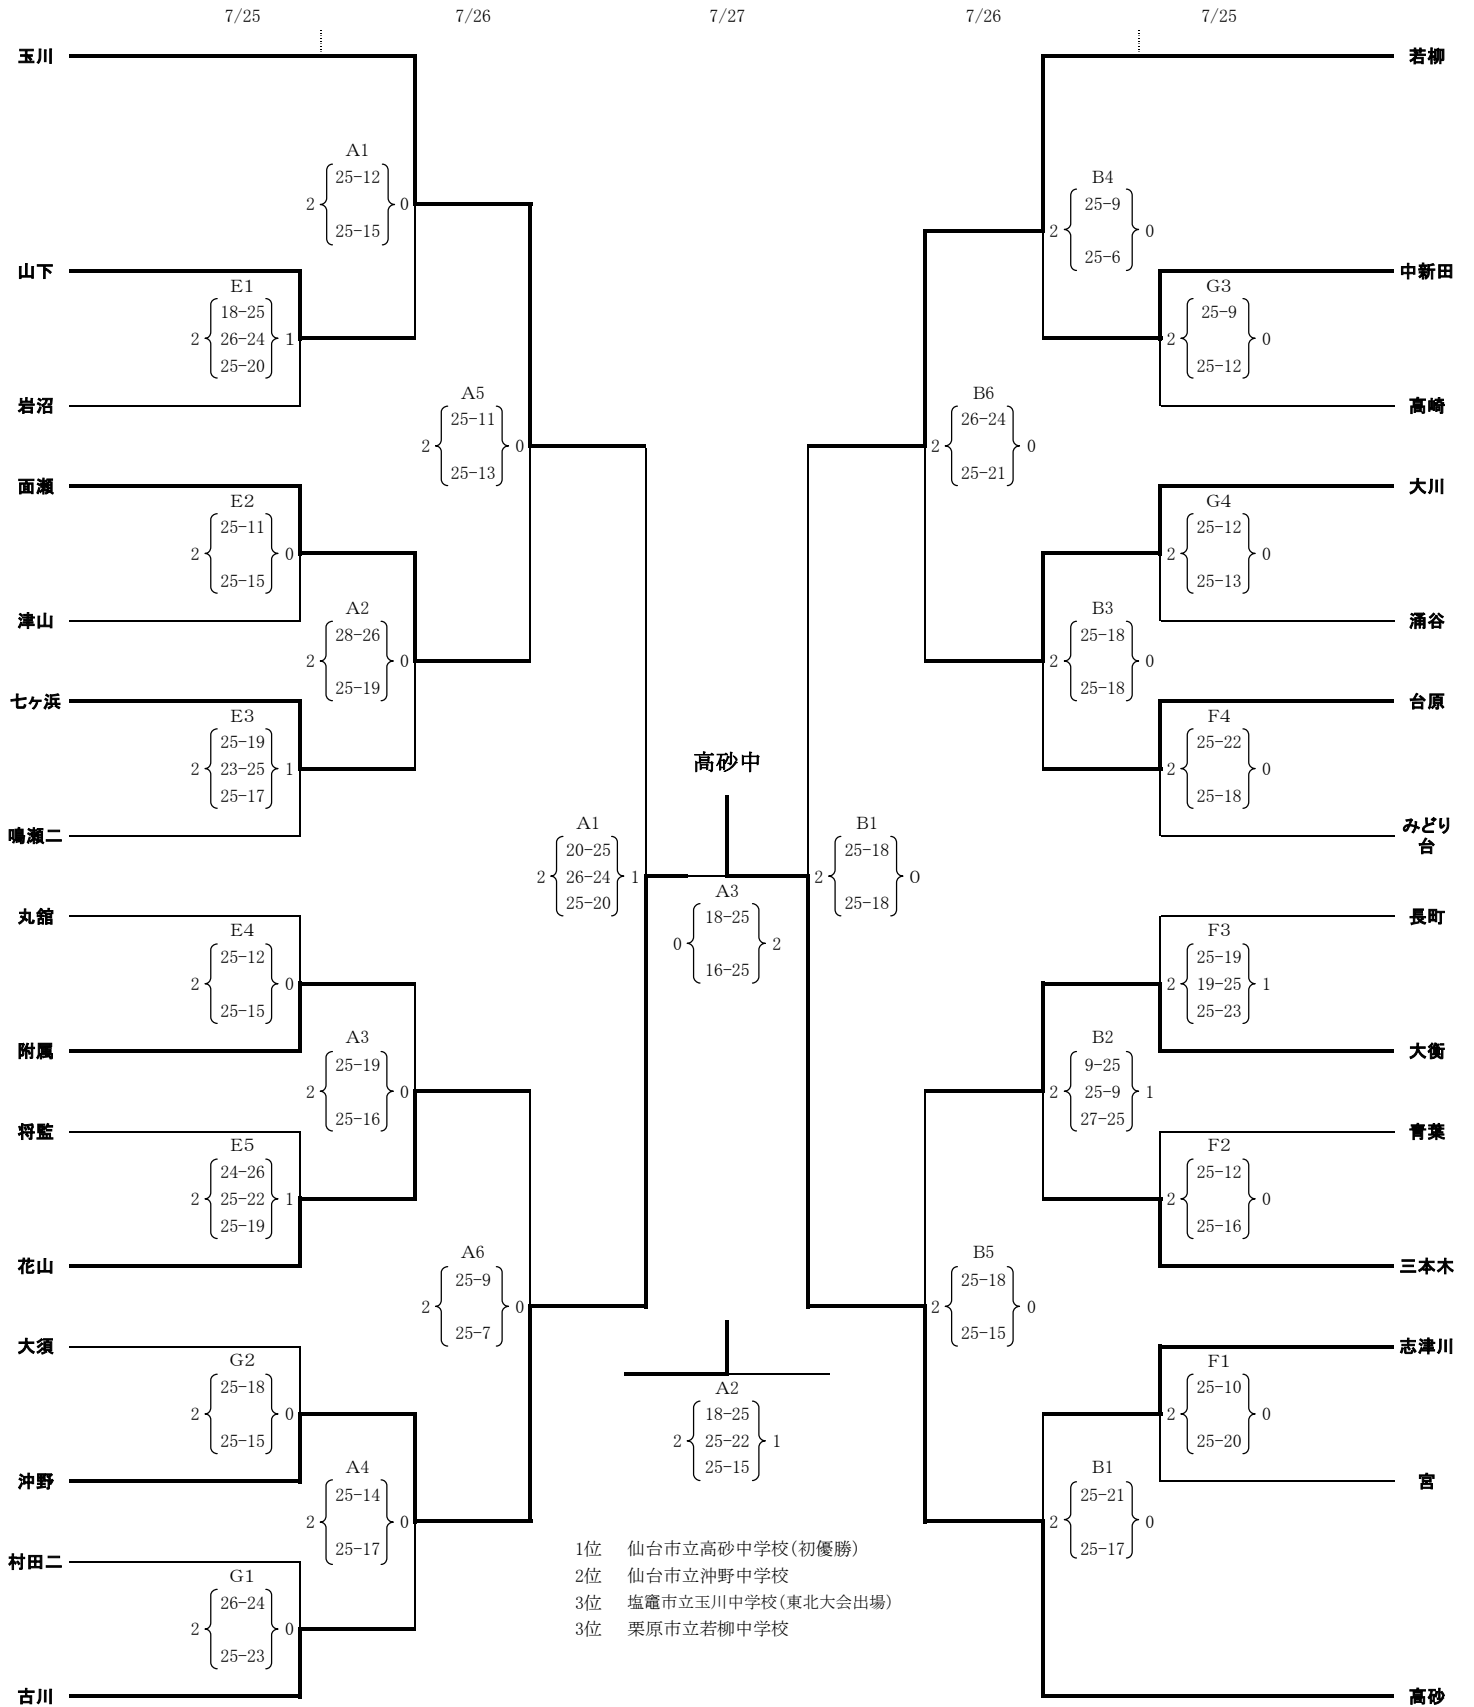 7/25 7/26 7/27 7/26 7/25
玉川 若柳
A1
25-12
2 0
25-15
B4
25-9
2 0
25-6
山下 中新田
E1
18-25
2 26-24 1
25-20
G3
25-9
2 0
25-12
岩沼 高崎
A5
25-11
2 0
25-13
B6
26-24
2 0
25-21
面瀬 大川
E2
25-11
2 0
25-15
G4
25-12
2 0
25-13
津山 涌谷
A2
28-26
2 0
25-19
B3
25-18
2 0
25-18
七ヶ浜 台原
E3
25-19
2 23-25 1
25-17
F4
25-22
2 0
25-18
高砂中
鳴瀬二 みどり
台
A1
20-25
2 26-24 1
25-20
B1
25-18
2 0
25-18
A3
18-25
0 2
16-25
丸舘 長町
E4
25-12
2 0
25-15
F3
25-19
2 19-25 1
25-23
附属 大衡
A3
25-19
2 0
25-16
B2
9-25
2 25-9 1
27-25
将監 青葉
E5
24-26
2 25-22 1
25-19
F2
25-12
2 0
25-16
花山 三本木
A6
25-9
2 0
25-7
B5
25-18
2 0
25-15
大須 志津川
G2
25-18
2 0
25-15
A2
18-25
2 25-22 1
25-15
F1
25-10
2 0
25-20
沖野 宮
A4
25-14
2 0
25-17
B1
25-21
2 0
25-17
村田二
G1
26-24
2 0
25-23
1位 仙台市立高砂中学校(初優勝)
2位 仙台市立沖野中学校
3位 塩竈市立玉川中学校(東北大会出場)
3位 栗原市立若柳中学校
古川 高砂